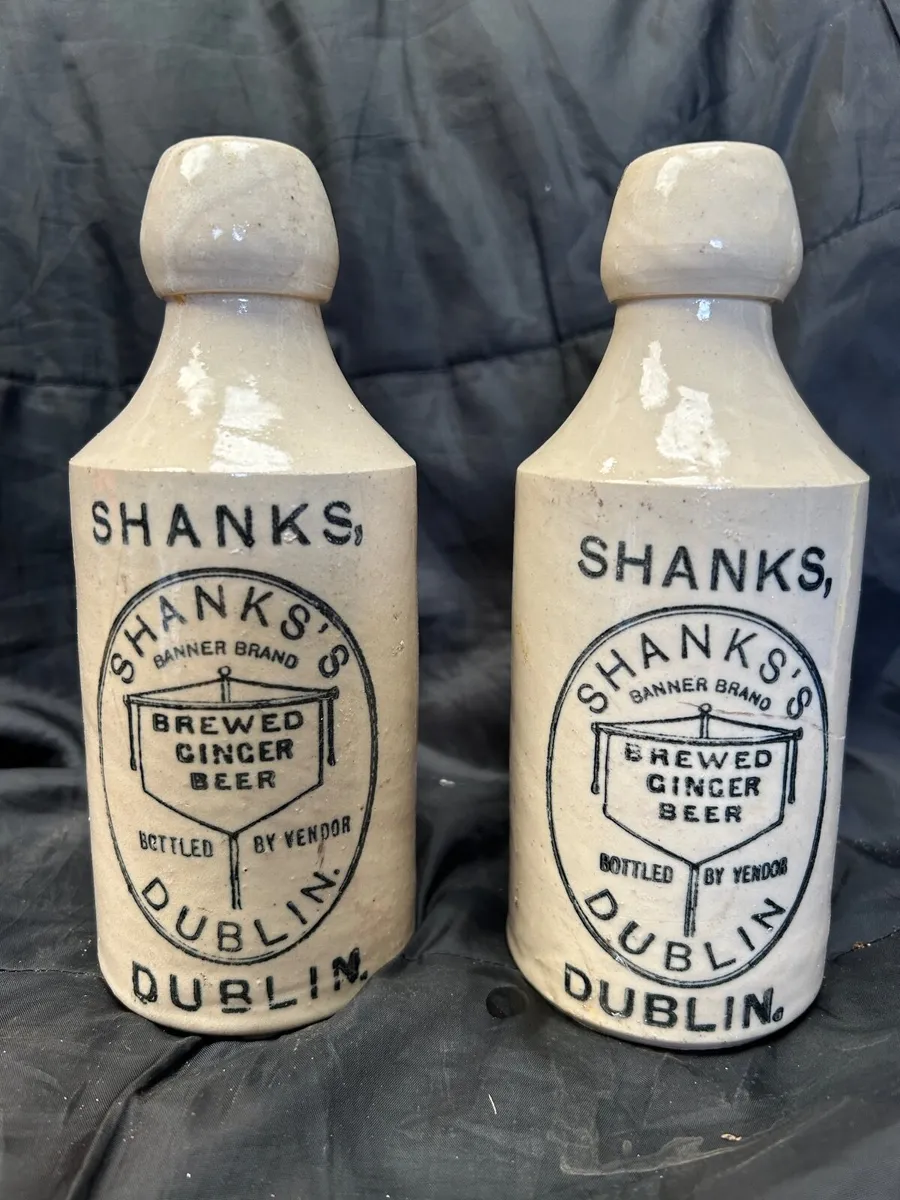 SHANKS,
SHANKS'S
BANNER BRAND
BREWED
GINGER
BEER
BOTTLED BY VENDOR
DUBLIN.
DUBLIN.
SHANKS,
SHANKS'S
BANNER BRAND
BREWED
GINGER
BEER
BOTTLED BY VENDOR
DUBLIN
DUBLIN.